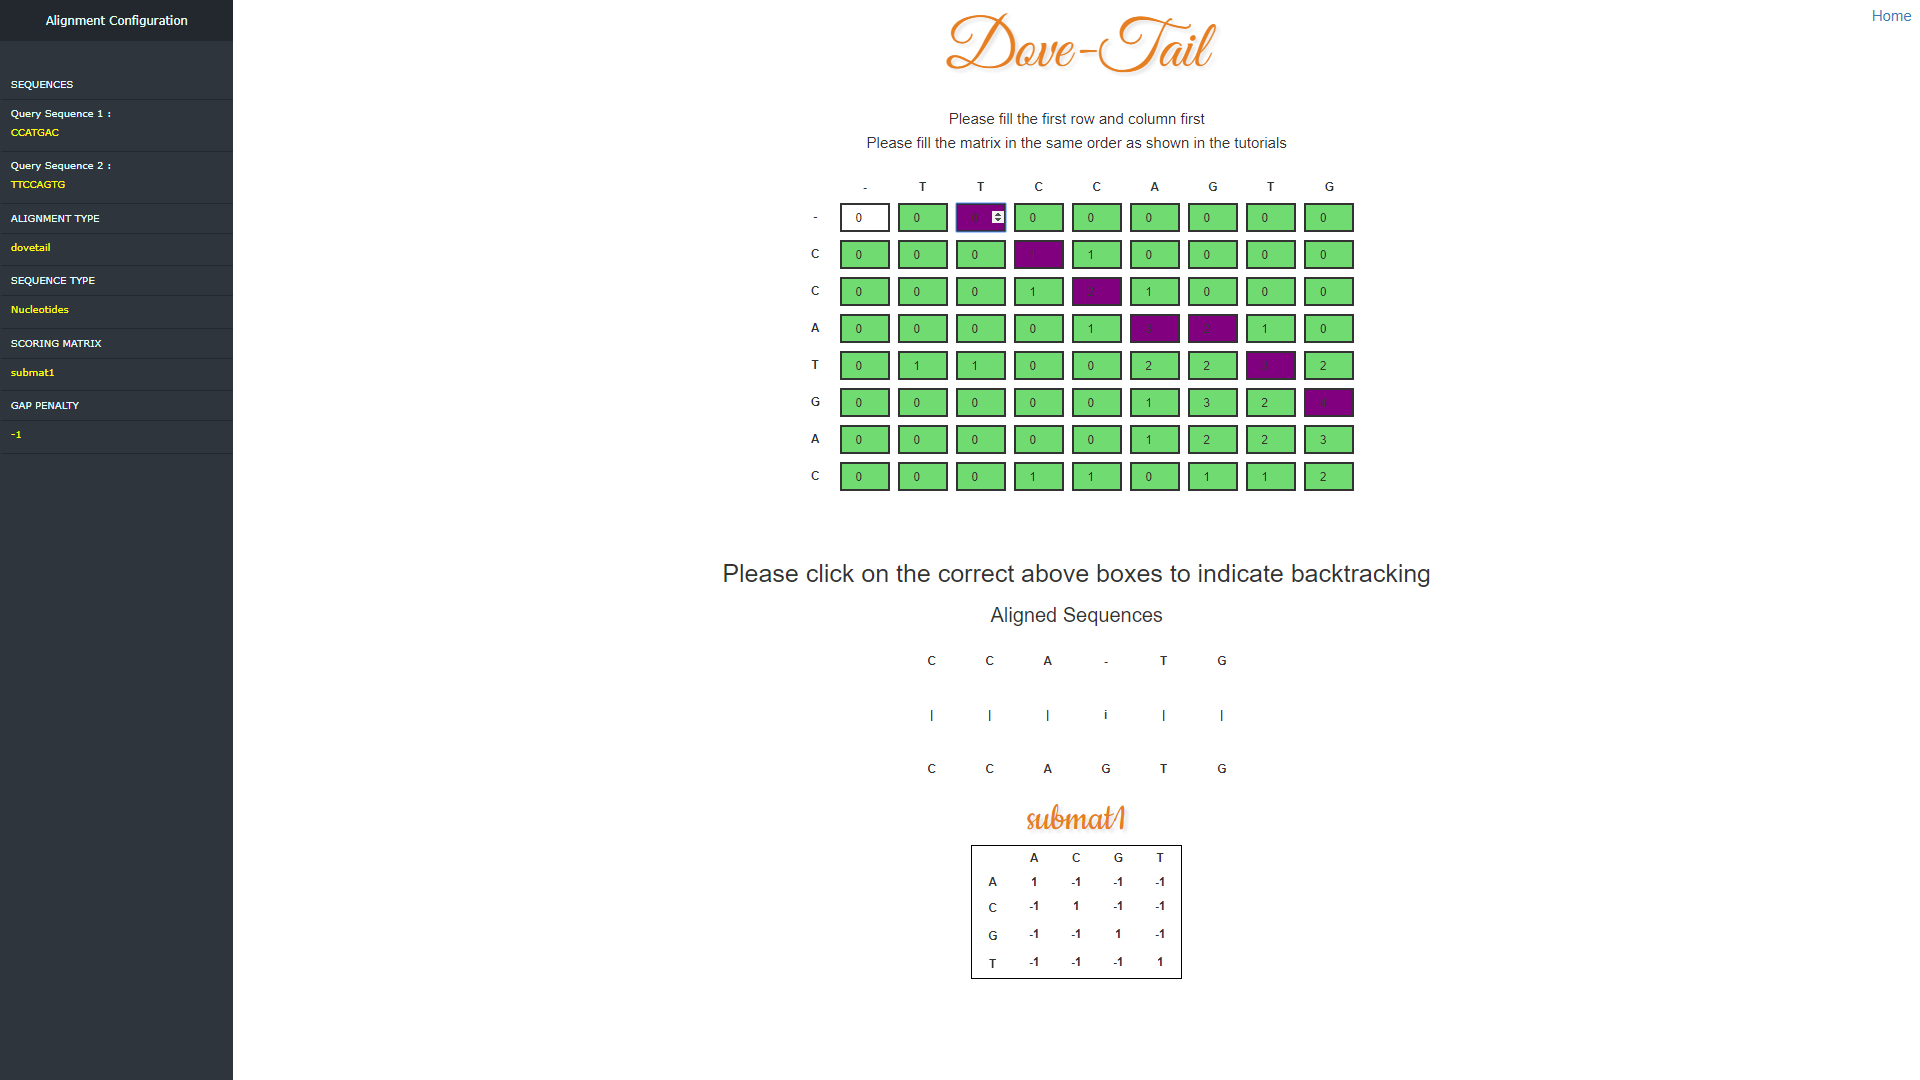 Alignment Configuration
Home
Dove-Tail
SEQUENCES
Query Sequence 1 :
CCATGAC
Query Sequence 2 :
TTCCAGTG
ALIGNMENT TYPE
dovetail
SEQUENCE TYPE
Nucleotides
SCORING MATRIX
submat1
GAP PENALTY
-1
Please fill the first row and column first
Please fill the matrix in the same order as shown in the tutorials
- T T C C A G T G
- 0 0 0 0 0 0 0 0
C 0 0 0 1 0 0 0 0
C 0 0 0 1 1 0 0 0
A 0 0 0 0 1 1 0
T 0 1 1 0 0 2 2 2
G 0 0 0 0 0 1 3 2
A 0 0 0 0 0 1 2 2 3
C 0 0 0 1 1 0 1 1 2
Please click on the correct above boxes to indicate backtracking
Aligned Sequences
C C A - T G
| | | i | |
C C A G T G
submat1
A C G T
A 1 -1 -1 -1
C -1 1 -1 -1
G -1 -1 1 -1
T -1 -1 -1 1